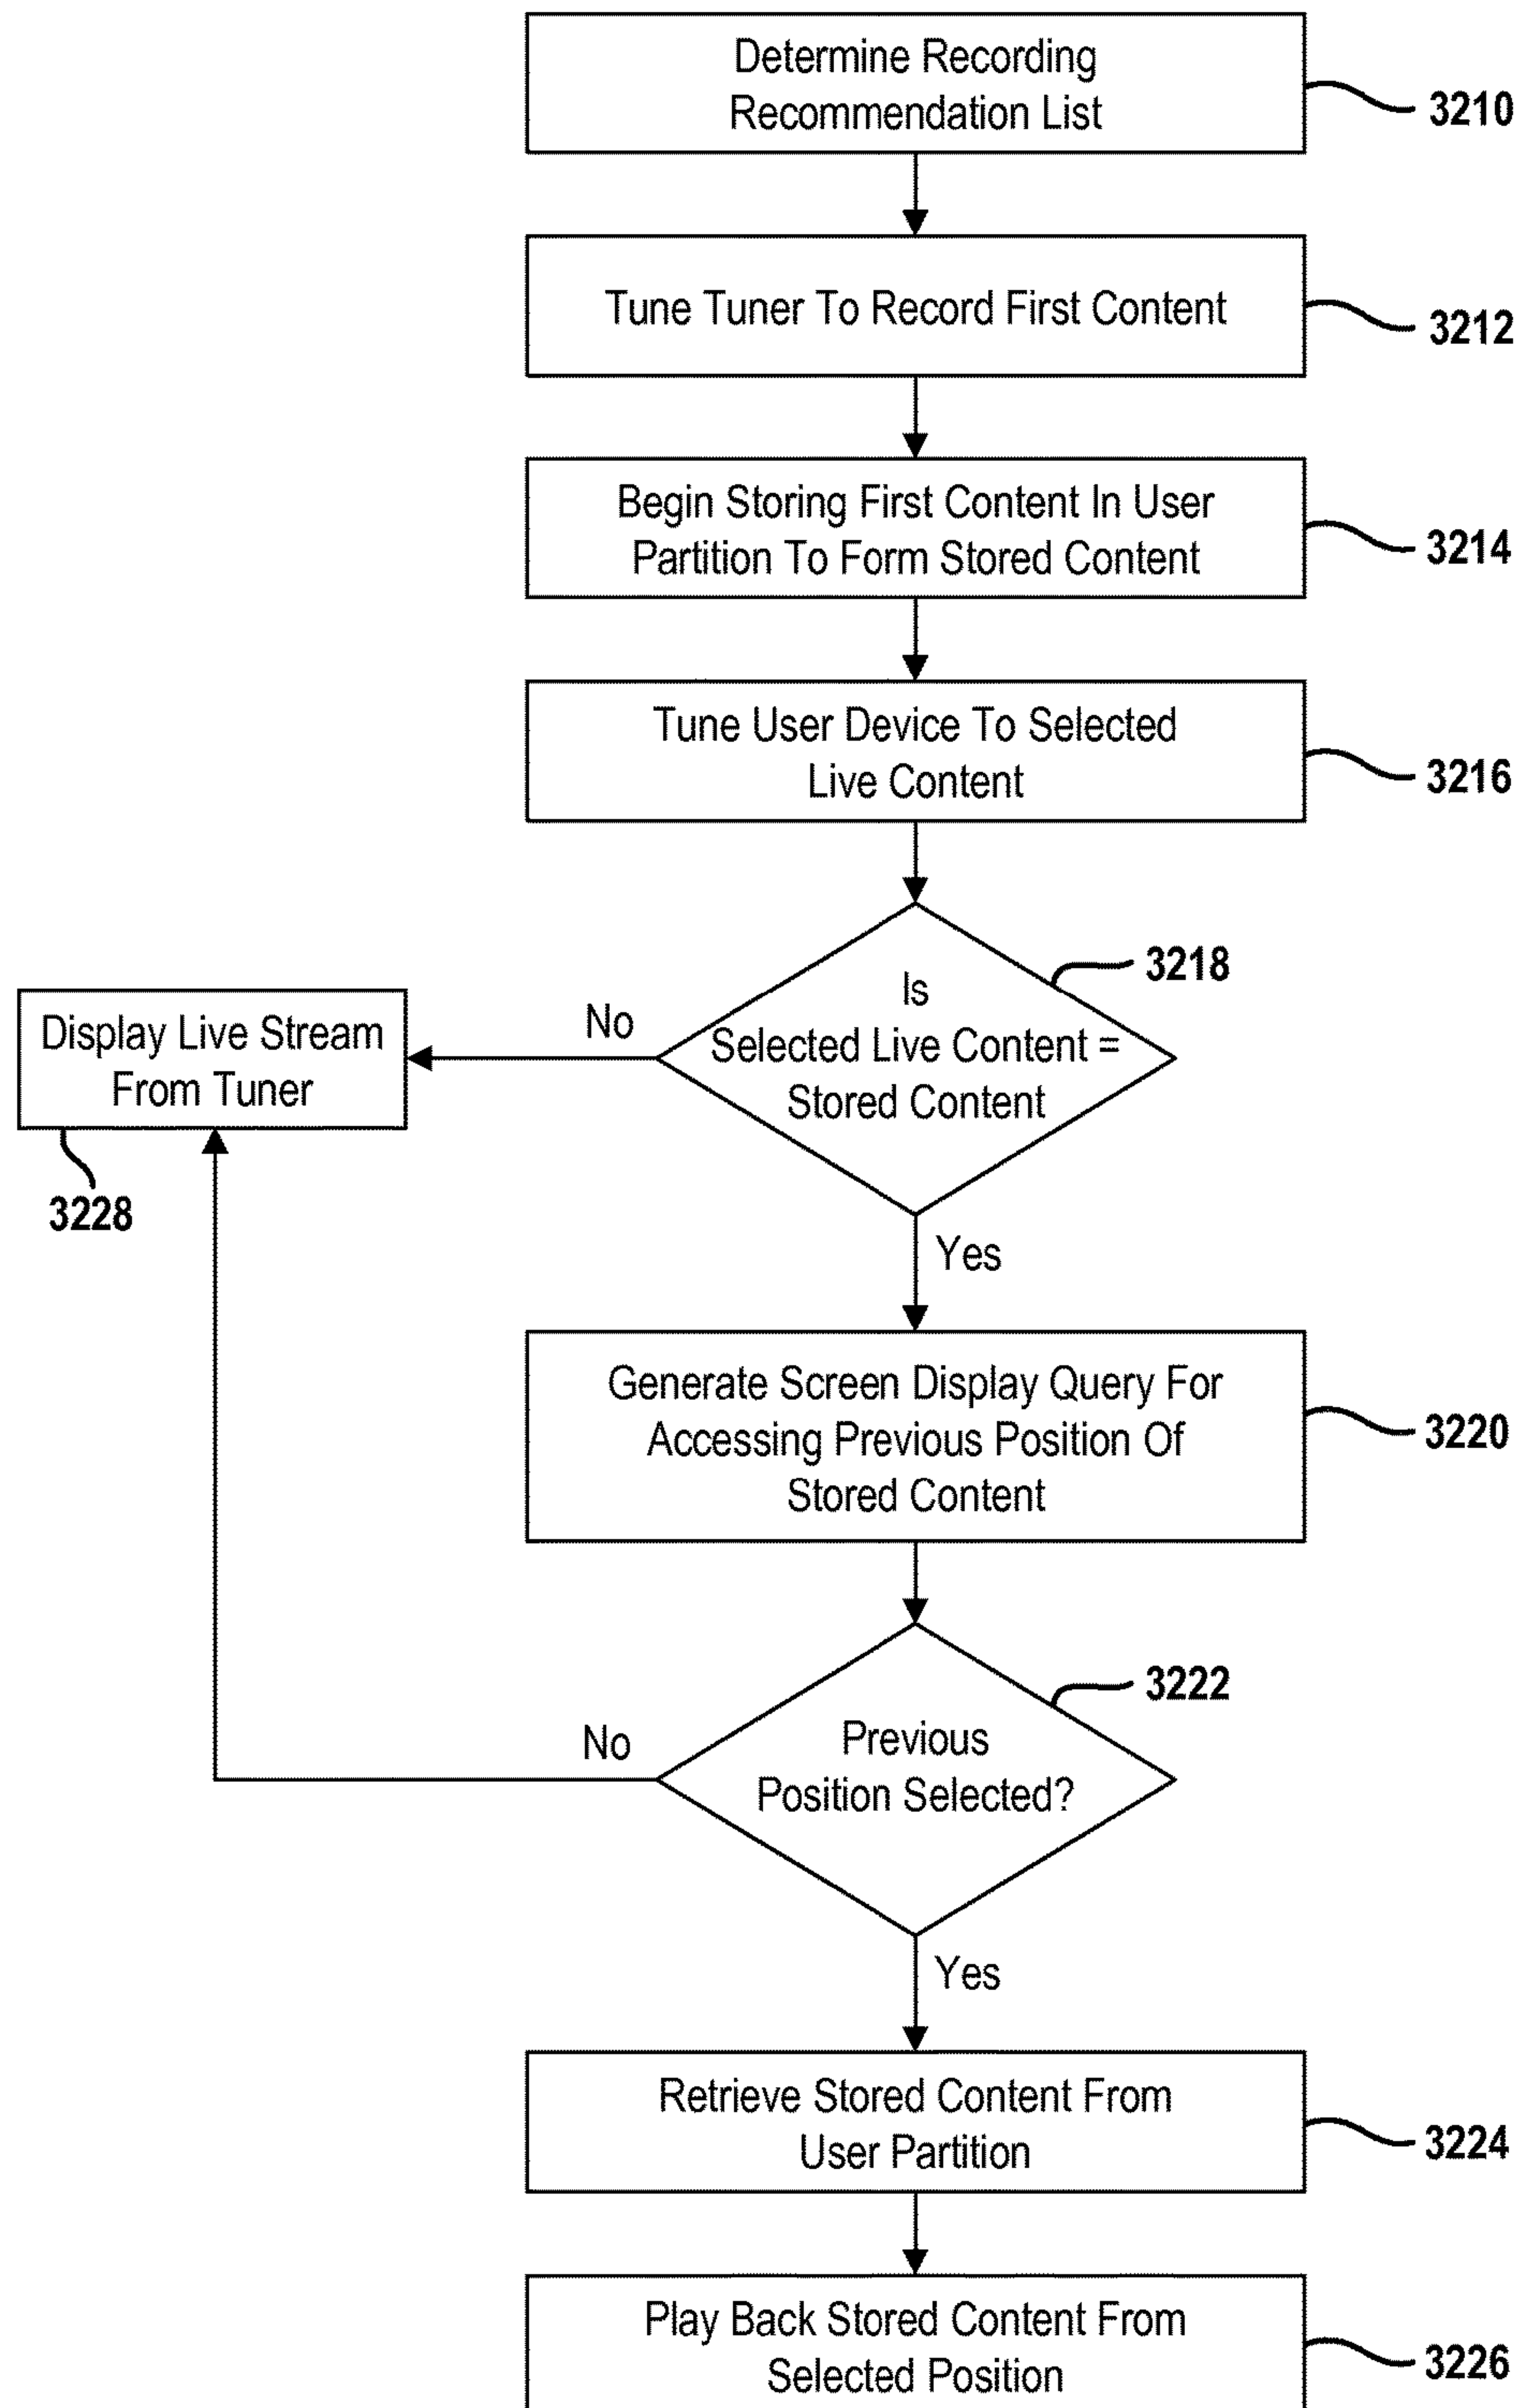 Determine Recording
Recommendation List
3210
Tune Tuner To Record First Content
3212
Begin Storing First Content In User
Partition To Form Stored Content
3214
Tune User Device To Selected
Live Content
3216
3218
Is
Selected Live Content =
Stored Content
No
Display Live Stream
From Tuner
3228
Yes
Generate Screen Display Query For
Accessing Previous Position Of
Stored Content
3220
3222
Previous
Position Selected?
No
Yes
Retrieve Stored Content From
User Partition
3224
Play Back Stored Content From
Selected Position
3226